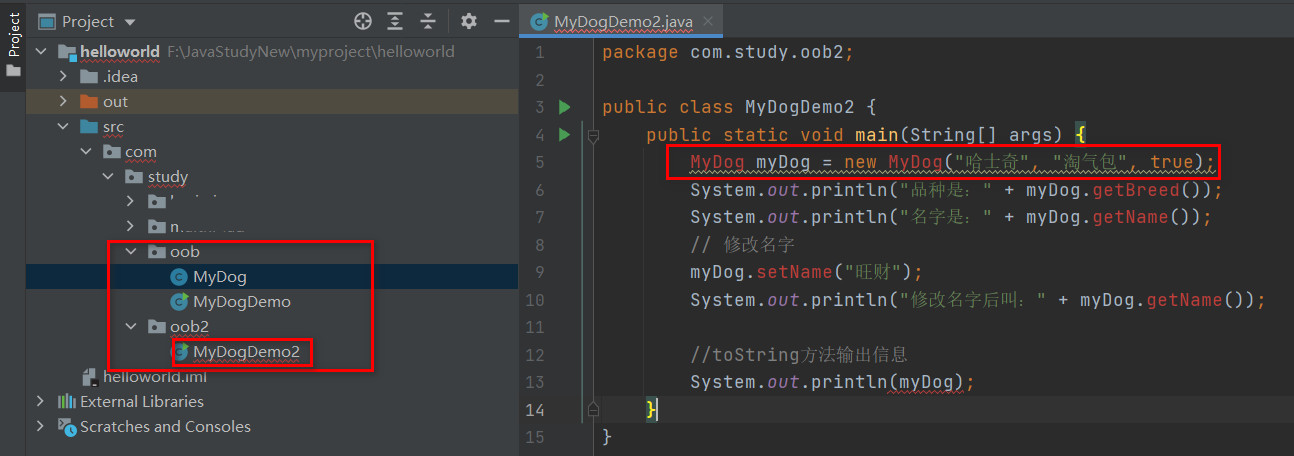 Project
Project
helloworld F:\JavaStudyNew\myproject\helloworld
.idea
out
src
com
study
oob
MyDog
MyDogDemo
oob2
MyDogDemo2
helloworld.iml
External Libraries
Scratches and Consoles
MyDogDemo2.java
1 package com.study.oob2;
2
3 public class MyDogDemo2 {
4 public static void main(String[] args) {
5 MyDog myDog = new MyDog("哈士奇", "淘气包", true);
6 System.out.println("品种是：" + myDog.getBreed());
7 System.out.println("名字是：" + myDog.getName());
8 // 修改名字
9 myDog.setName("旺财");
10 System.out.println("修改名字后叫：" + myDog.getName());
11
12 //toString方法输出信息
13 System.out.println(myDog);
14 }
15 }